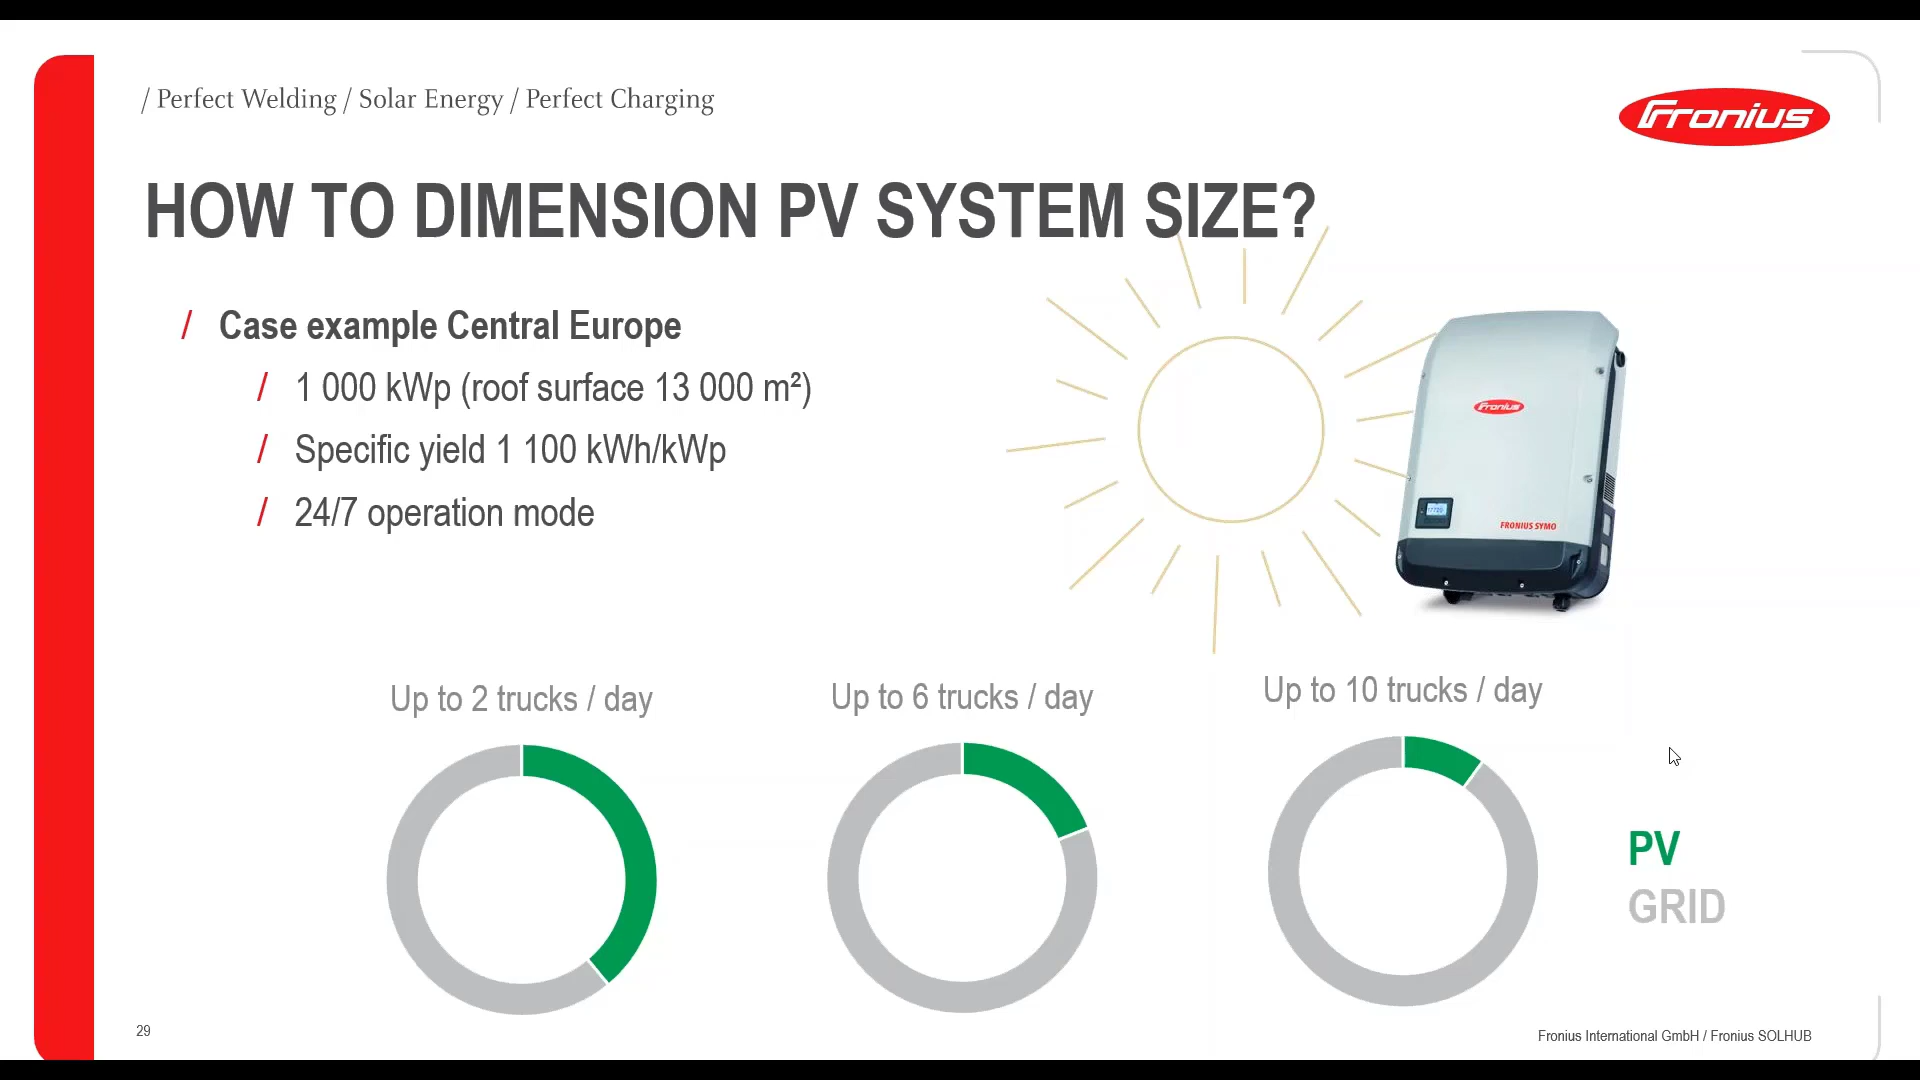 / Perfect Welding / Solar Energy / Perfect Charging
Fronius
HOW TO DIMENSION PV SYSTEM SIZE?
/ Case example Central Europe
/ 1 000 kWp (roof surface 13 000 m²)
/ Specific yield 1 100 kWh/kWp
/ 24/7 operation mode
Fronius
FRONIUS SYMO
Up to 2 trucks / day
Up to 6 trucks / day
Up to 10 trucks / day
PV
GRID
29
Fronius International GmbH / Fronius SOLHUB